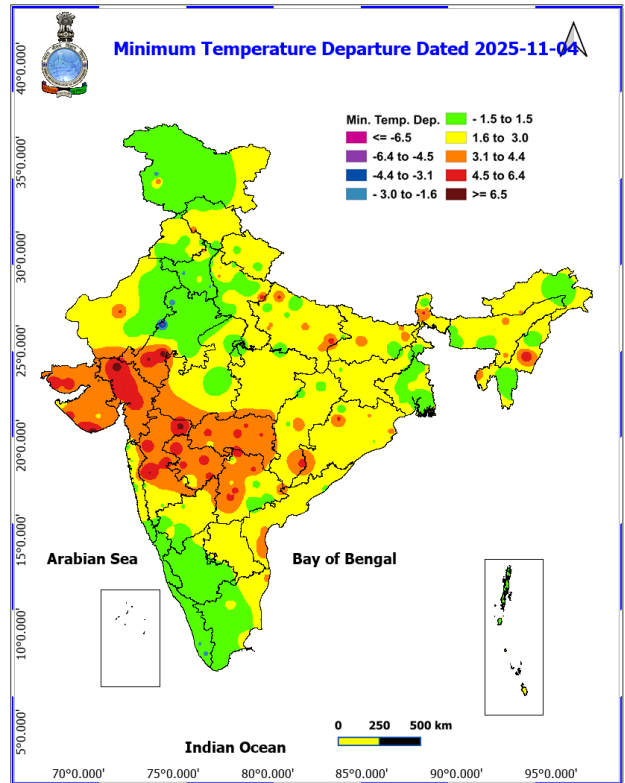 Minimum Temperature Departure Dated 2025-11-04
Min. Temp. Dep.
<= -6.5
-6.4 to -4.5
-4.4 to -3.1
- 3.0 to -1.6
- 1.5 to 1.5
1.6 to 3.0
3.1 to 4.4
4.5 to 6.4
>= 6.5
40°0.000'
35°0.000'
30°0.000'
25°0.000'
20°0.000'
15°0.000'
10°0.000'
5°0.000'
Arabian Sea
Bay of Bengal
Indian Ocean
0 250 500 km
70°0.000' 75°0.000' 80°0.000' 85°0.000' 90°0.000' 95°0.000'